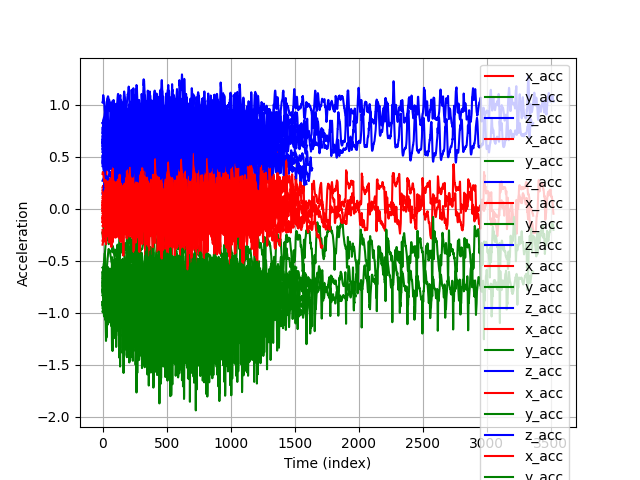 1.0
0.5
0.0
−0.5
−1.0
−1.5
−2.0
Acceleration
0
500
1000
1500
2000
2500
3000
3500
Time (index)
x_acc
y_acc
z_acc
x_acc
y_acc
z_acc
x_acc
y_acc
z_acc
x_acc
y_acc
z_acc
x_acc
y_acc
z_acc
x_acc
y_acc
z_acc
x_acc
y_acc